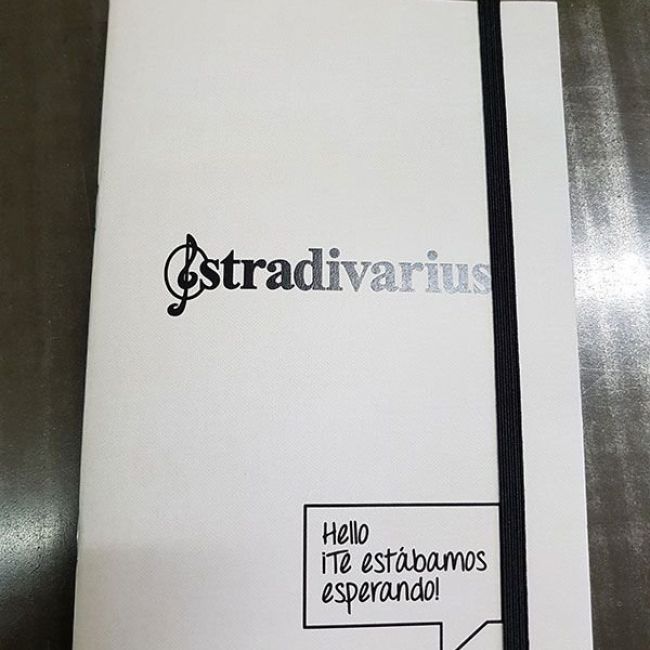 stradivarius
Hello
¡Te estábamos
esperando!